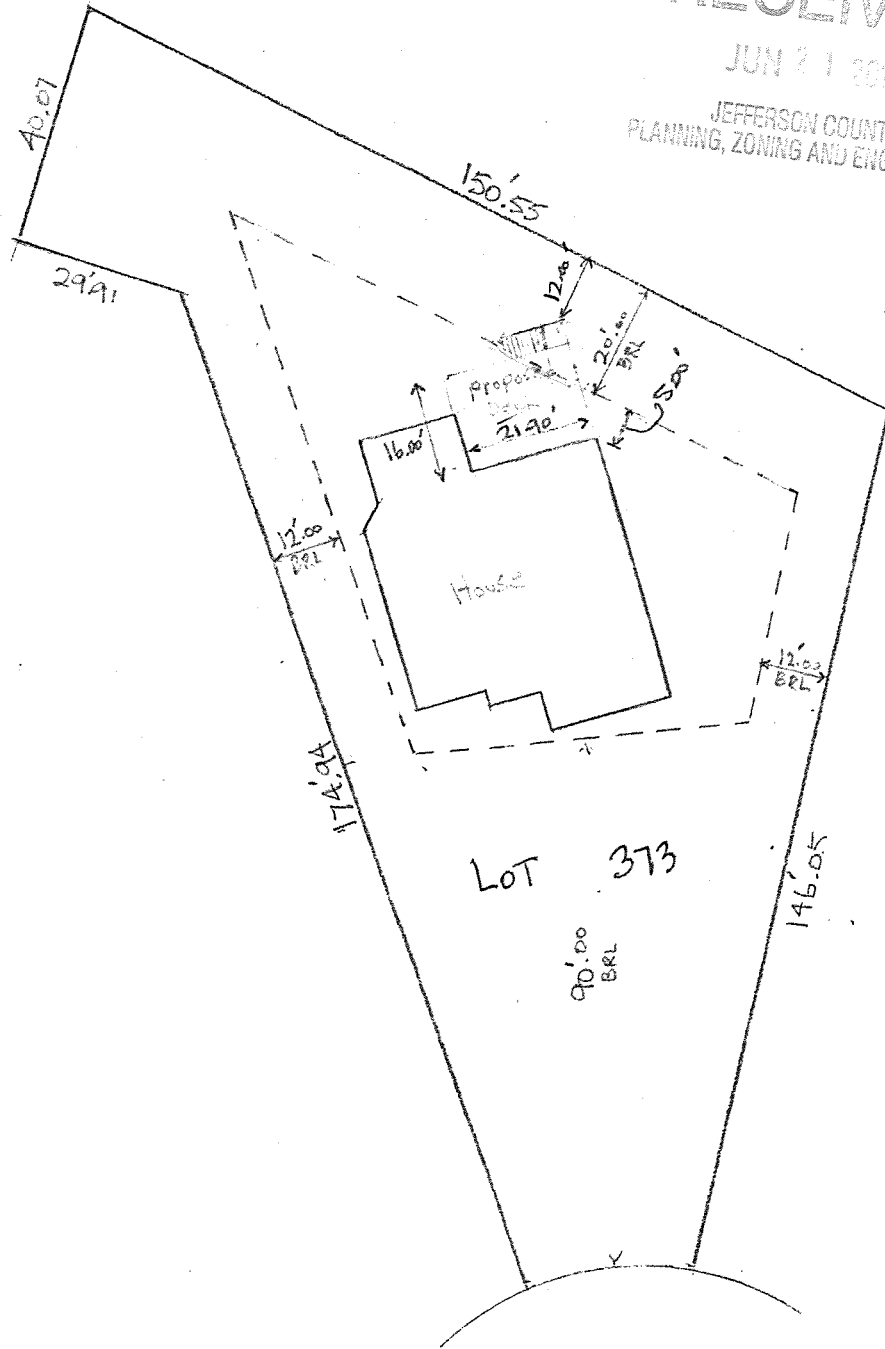 JUN 21
JEFFERSON COUNT
PLANNING, ZONING AND ENG
40.07
150'.55
29'.91
12.00'
20'.00
BRL
5.00'
21.90'
16.00'
12'.00
BRL
House
12'.00
BRL
174'.94
LOT 373
146'.05
90'.00
BRL